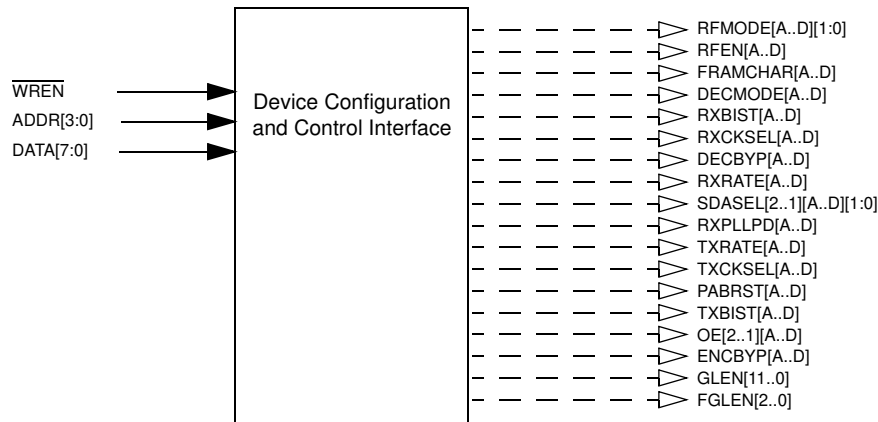 WREN
ADDR[3:0]
DATA[7:0]
Device Configuration
and Control Interface
RFMODE[A..D][1:0]
RFEN[A..D]
FRAMCHAR[A..D]
DECMODE[A..D]
RXBIST[A..D]
RXCKSEL[A..D]
DECBYP[A..D]
RXRATE[A..D]
SDASEL[2..1][A..D][1:0]
RXPLLPD[A..D]
TXRATE[A..D]
TXCKSEL[A..D]
PABRST[A..D]
TXBIST[A..D]
OE[2..1][A..D]
ENCBYP[A..D]
GLEN[11..0]
FGLEN[2..0]